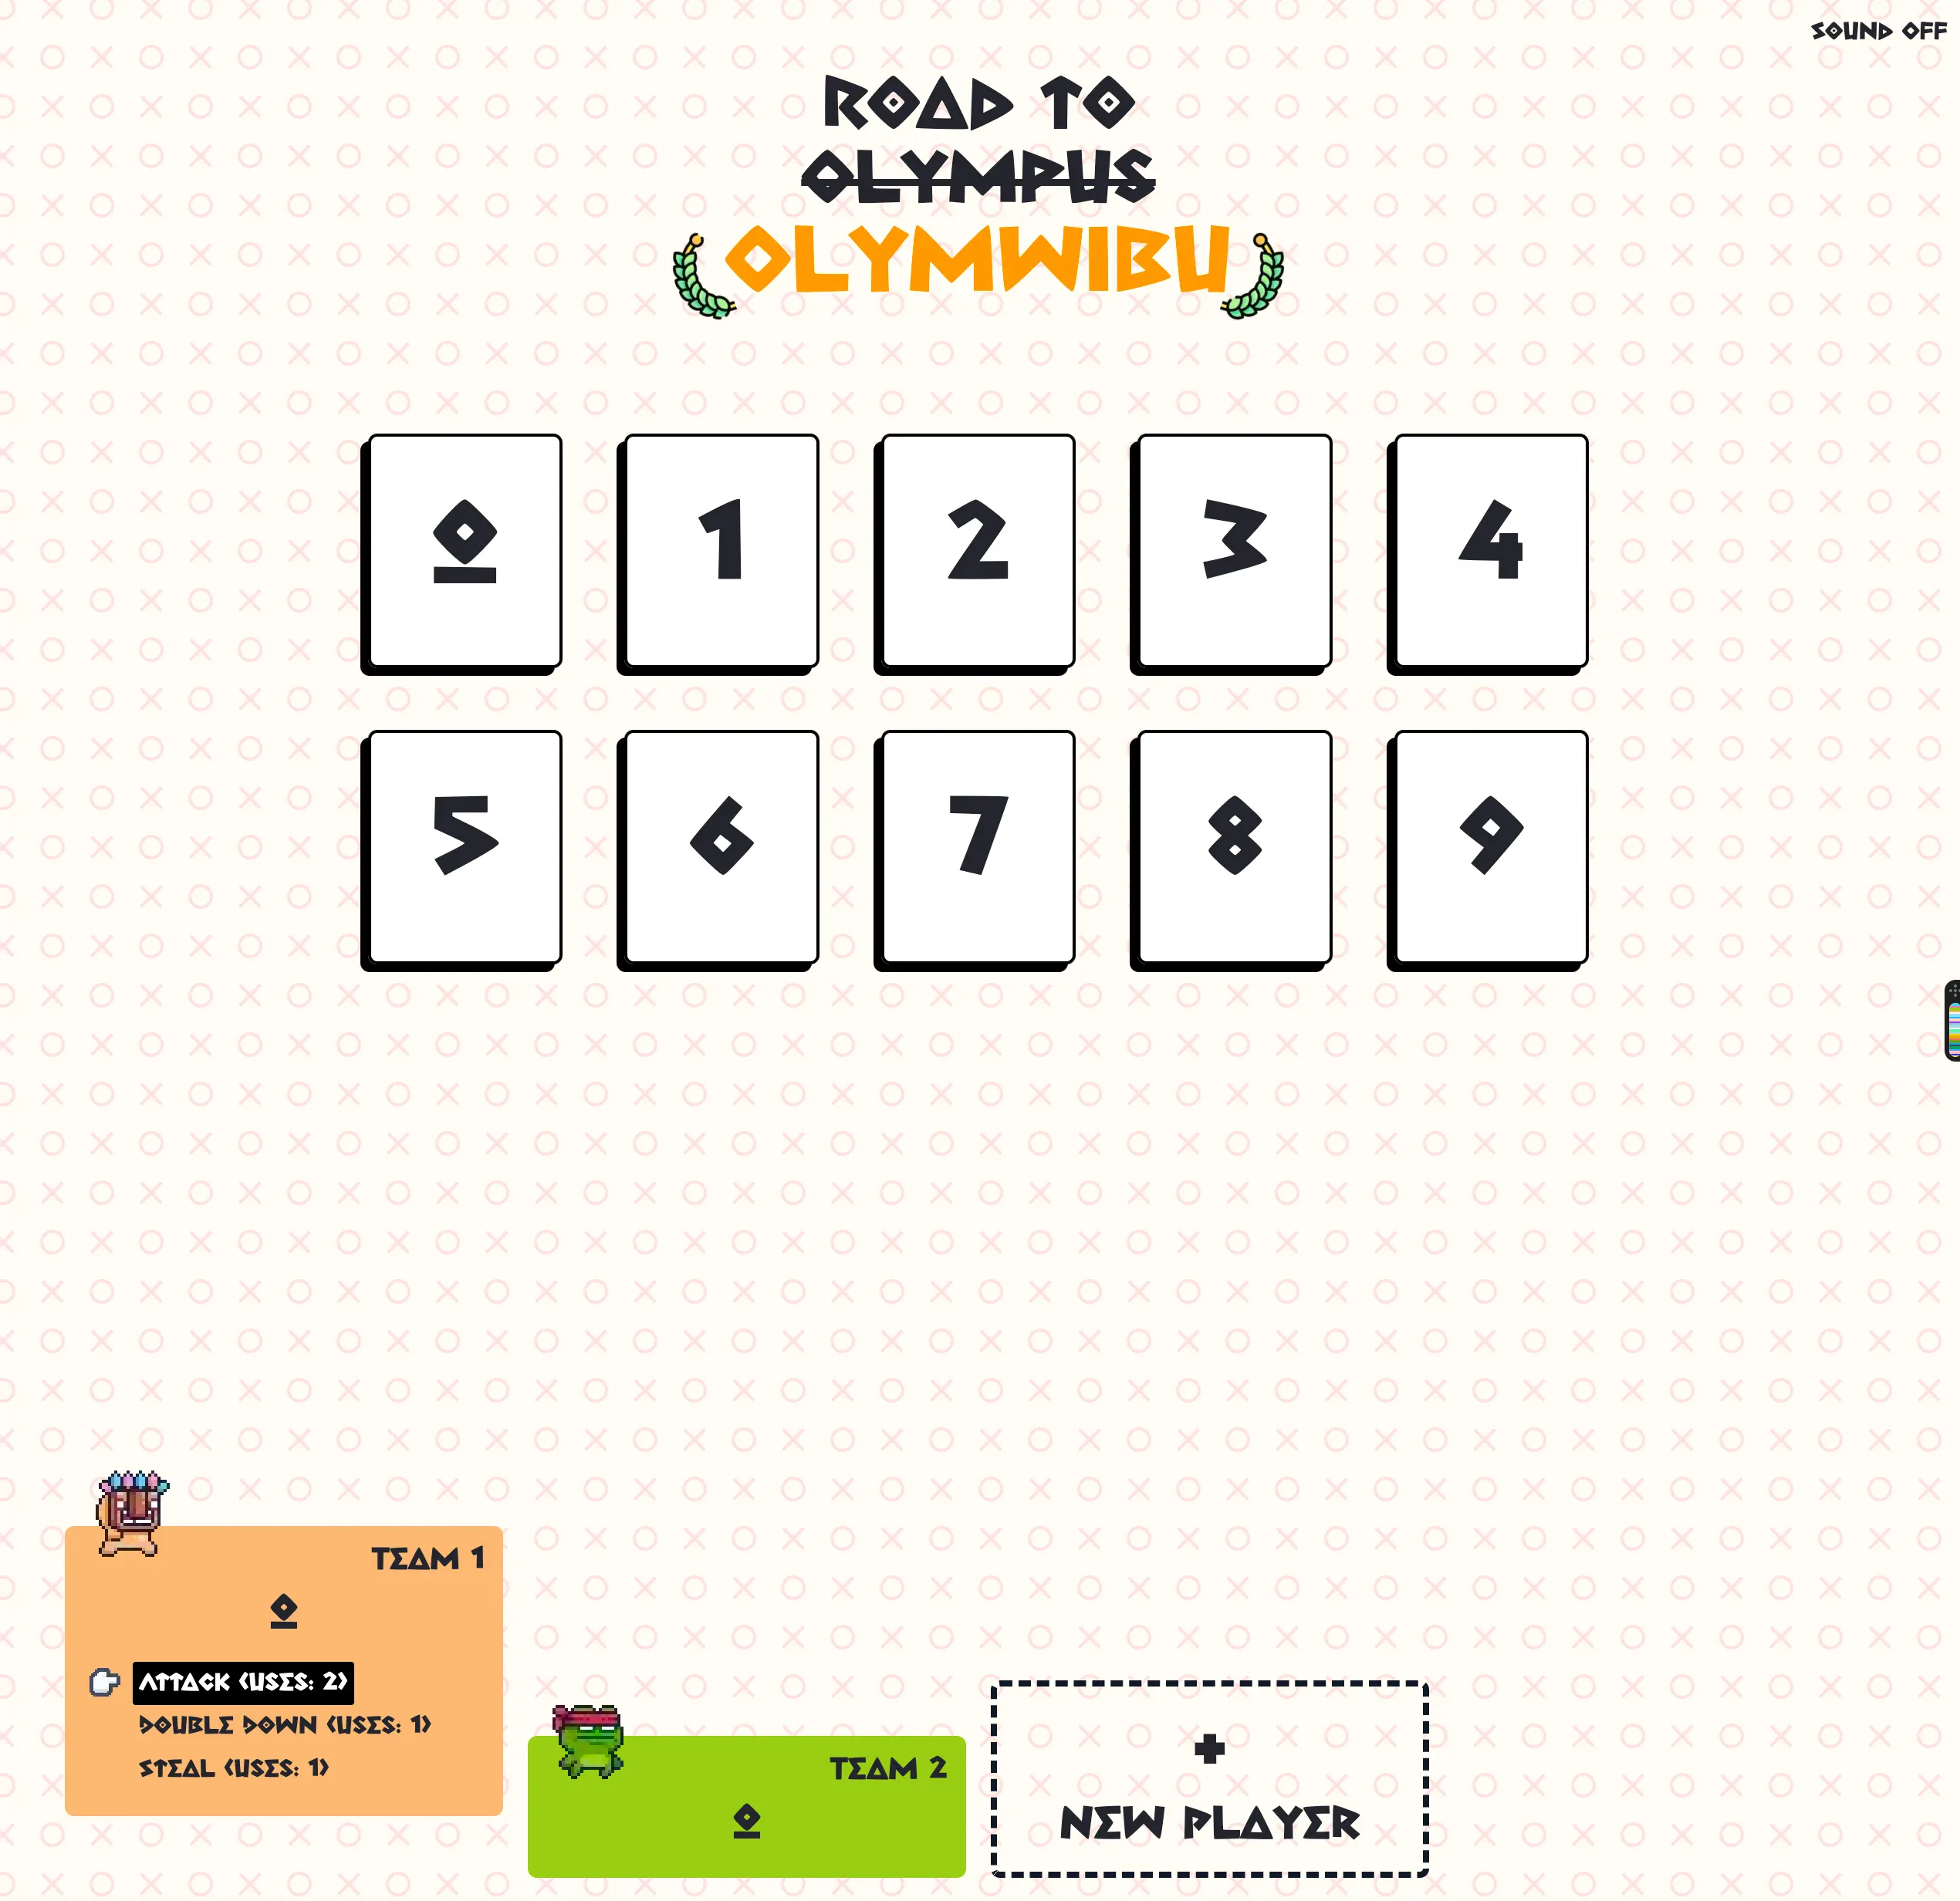 SOUND OFF
ROAD TO
OLYMPUS
OLYMWIBU
0
1
2
3
4
5
6
7
8
9
TEAM 1
0
ATTACK (USES: 2)
DOUBLE DOWN (USES: 1)
STEAL (USES: 1)
TEAM 2
0
+
NEW PLAYER